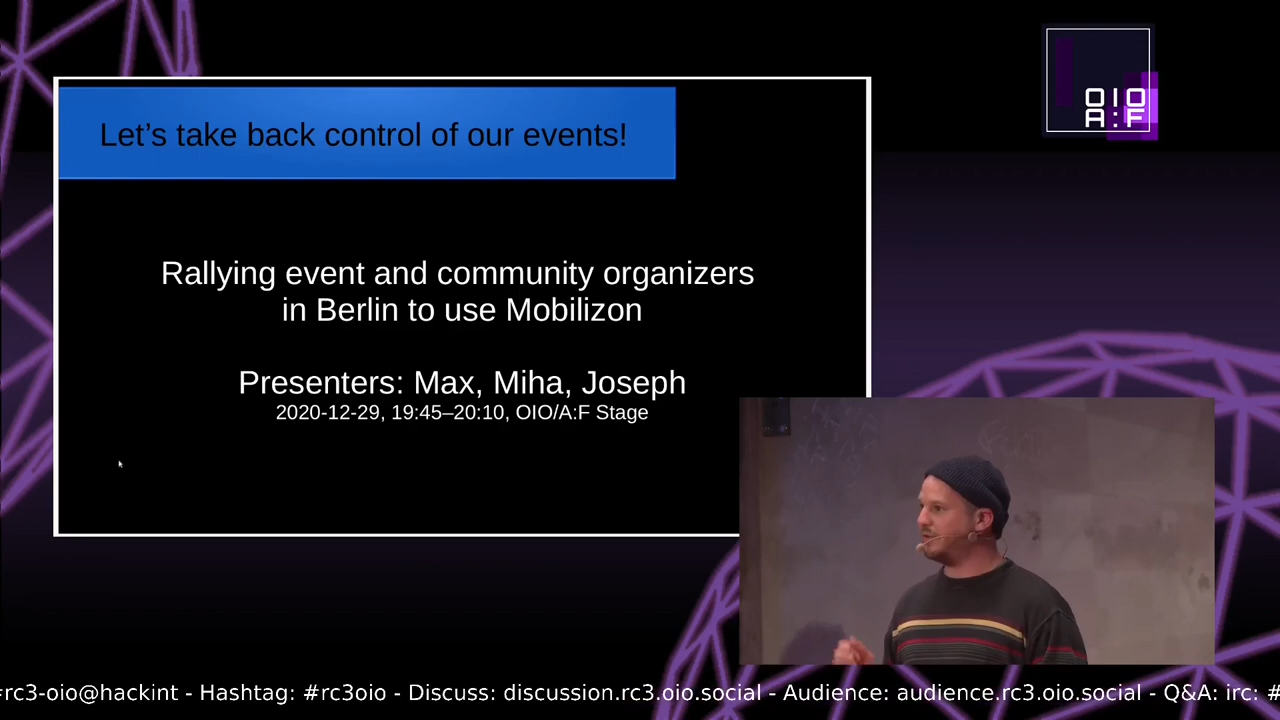 OIO
A:F
Let’s take back control of our events!
Rallying event and community organizers
in Berlin to use Mobilizon
Presenters: Max, Miha, Joseph
2020-12-29, 19:45–20:10, OIO/A:F Stage
#rc3-oio@hackint - Hashtag: #rc3oio - Discuss: discussion.rc3.oio.social - Audience: audience.rc3.oio.social - Q&A: irc: #